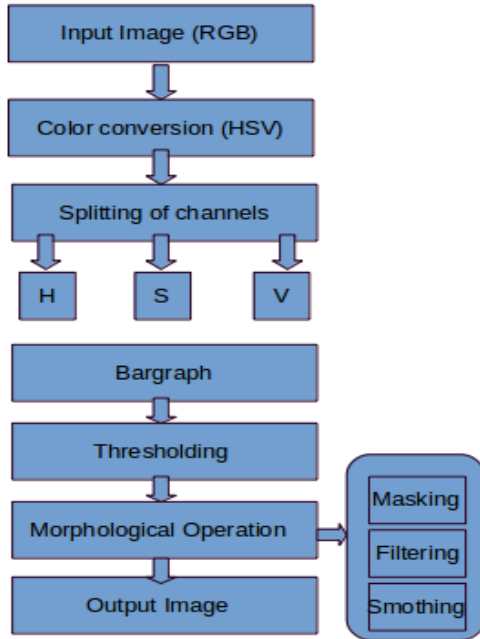 Input Image (RGB)
Color conversion (HSV)
Splitting of channels
H S V
Bargraph
Thresholding
Morphological Operation
Output Image
Masking
Filtering
Smothing